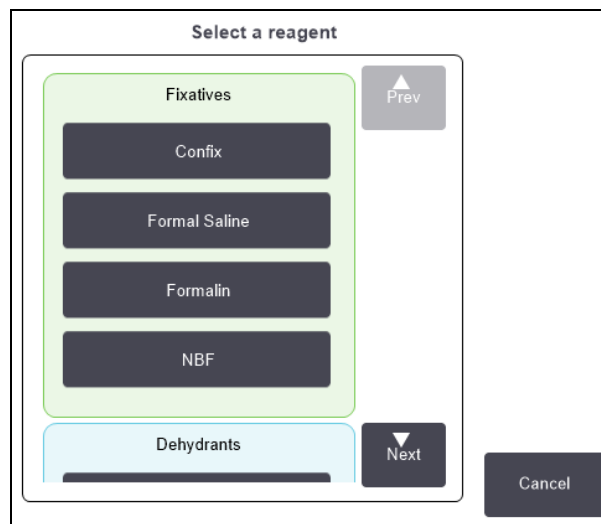 Select a reagent
Fixatives
Prev
Confix
Formal Saline
Formalin
NBF
Dehydrants
Next
Cancel